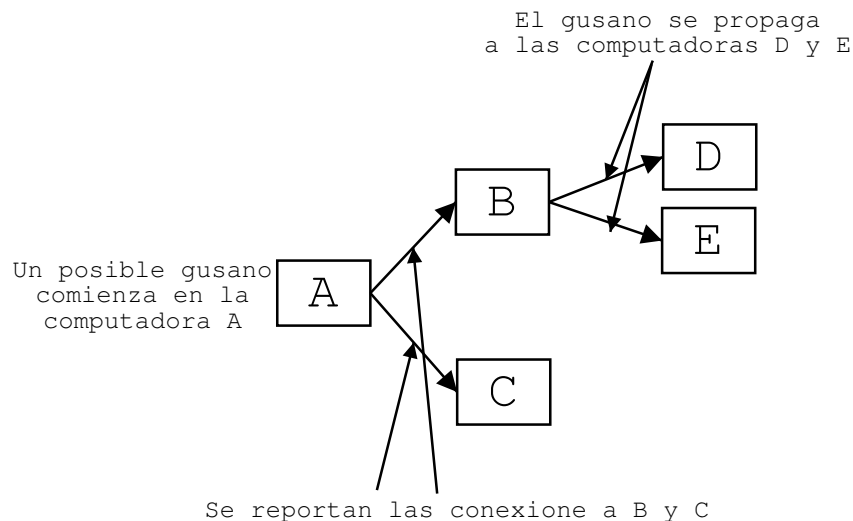 El gusano se propaga
a las computadoras D y E
D
B
E
Un posible gusano
comienza en la
computadora A
A
C
Se reportan las conexione a B y C